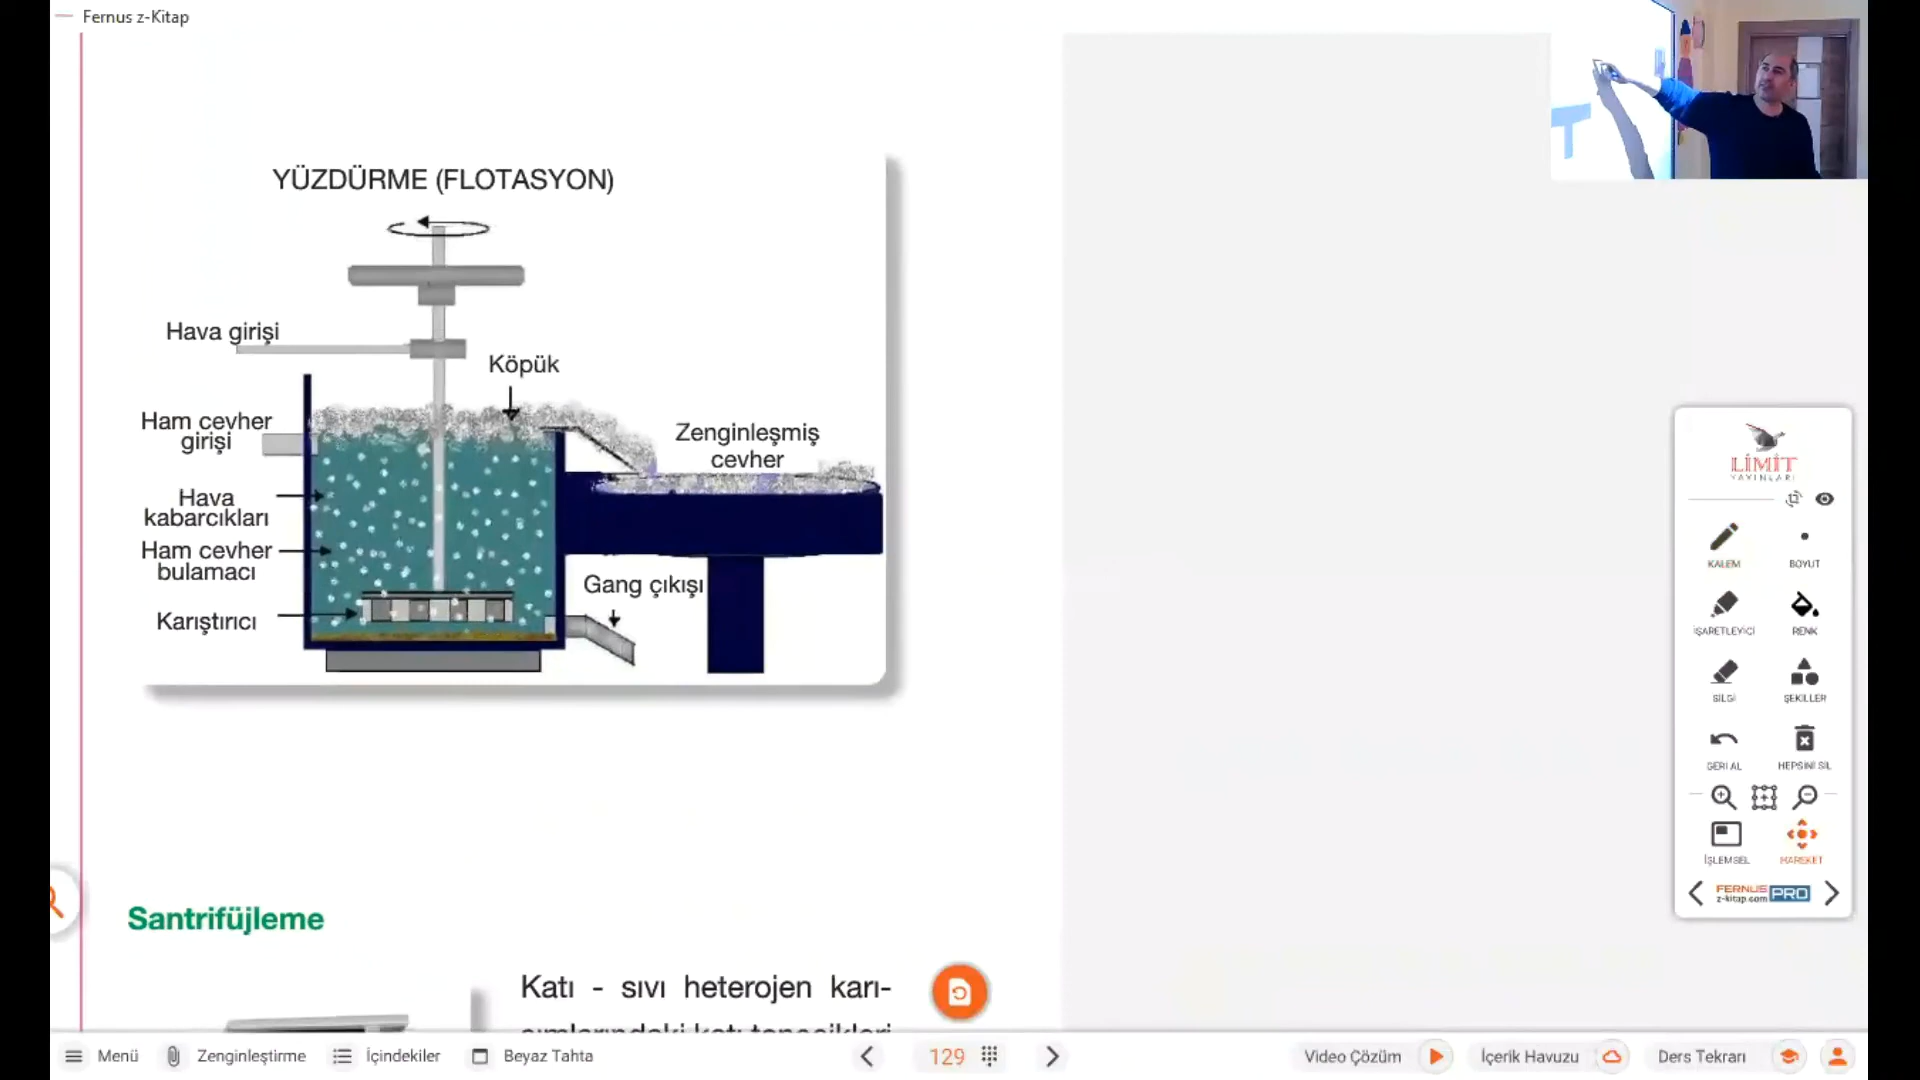 Fernus z-Kitap
YÜZDÜRME (FLOTASYON)
Hava girişi
Köpük
Ham cevher
girişi
Zenginleşmiş
cevher
Hava
kabarcıkları
Ham cevher
bulamacı
Gang çıkışı
Karıştırıcı
Santrifüjleme
Katı - sıvı heterojen karı-
LİMİT
YAYINLARI
KALEM
BOYUT
İŞARETLEYİCİ
RENK
SİLGİ
ŞEKİLLER
GERİ AL
HEPSİNİ SİL
İŞLEMSEL
HAREKET
FERNUS PRO
z-kitap.com
Menü
Zenginleştirme
İçindekiler
Beyaz Tahta
129
Video Çözüm
İçerik Havuzu
Ders Tekrarı